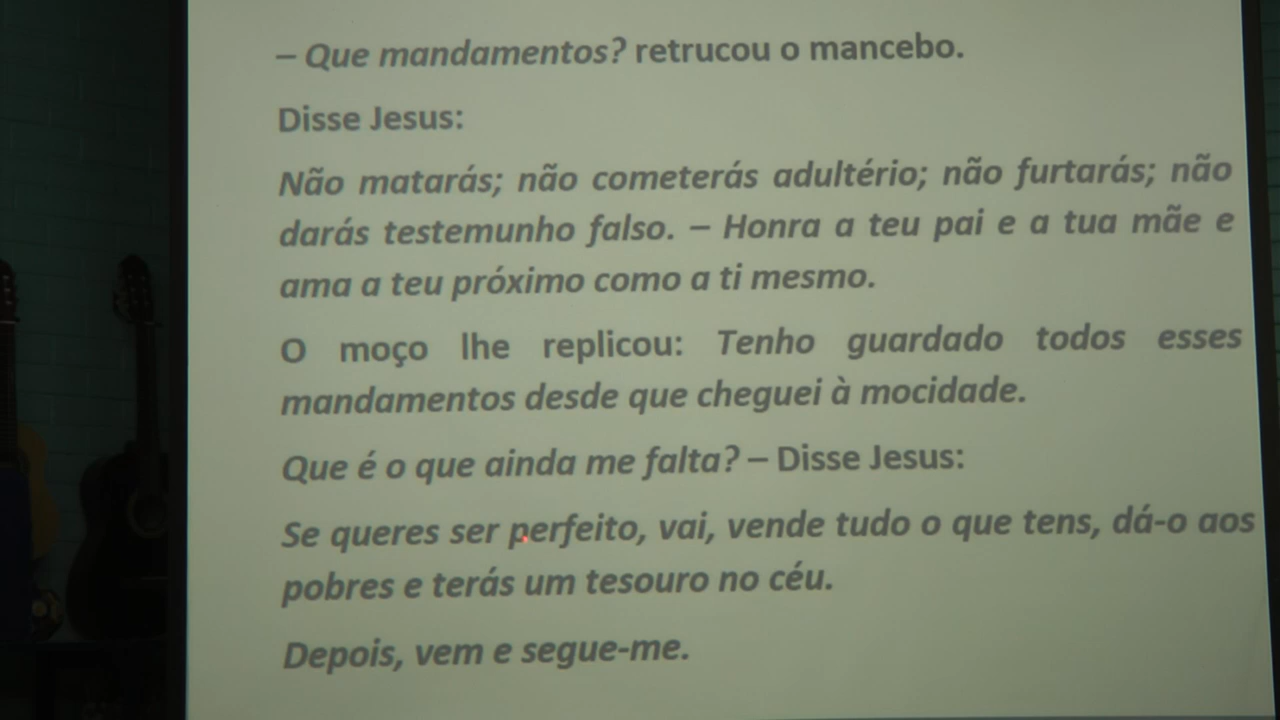 – Que mandamentos? retrucou o mancebo.
Disse Jesus:
Não matarás; não cometerás adultério; não furtarás; não
darás testemunho falso. – Honra a teu pai e a tua mãe e
ama a teu próximo como a ti mesmo.
O moço lhe replicou: Tenho guardado todos esses
mandamentos desde que cheguei à mocidade.
Que é o que ainda me falta? – Disse Jesus:
Se queres ser perfeito, vai, vende tudo o que tens, dá-o aos
pobres e terás um tesouro no céu.
Depois, vem e segue-me.